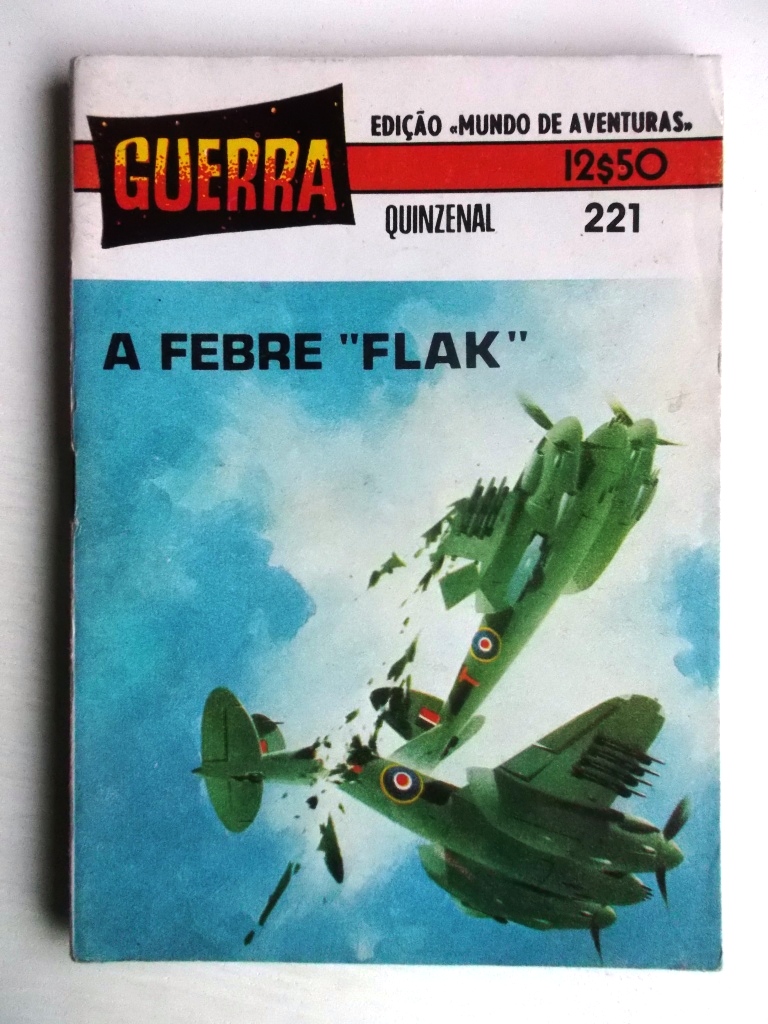 GUERRA
EDIÇÃO «MUNDO DE AVENTURAS»
12$50
QUINZENAL 221
A FEBRE "FLAK"
T